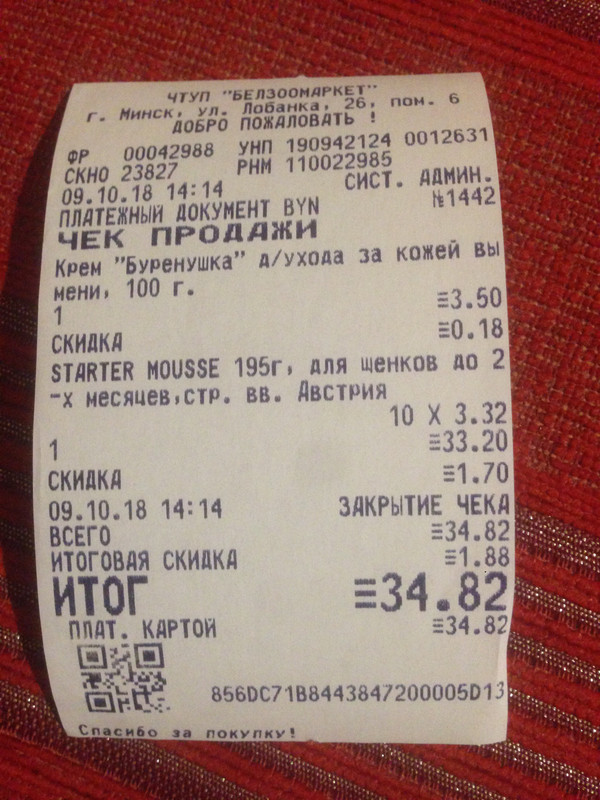 ЧТУП "БЕЛЗООМАРКЕТ"
г. Минск, ул. Лобанка, 26, пом. 6
ДОБРО ПОЖАЛОВАТЬ !
ФР 00042988 УНП 190942124 0012631
СКНО 23827 РНМ 110022985
09.10.18 14:14 СИСТ. АДМИН.
ПЛАТЕЖНЫЙ ДОКУМЕНТ BYN №1442
ЧЕК ПРОДАЖИ
Крем "Буренушка" д/ухода за кожей вы
мени, 100 г.
1 ≡3.50
СКИДКА ≡0.18
STARTER MOUSSE 195г, для щенков до 2
-х месяцев,стр. вв. Австрия
10 X 3.32
1 ≡33.20
СКИДКА ≡1.70
09.10.18 14:14 ЗАКРЫТИЕ ЧЕКА
ВСЕГО ≡34.82
ИТОГОВАЯ СКИДКА ≡1.88
ИТОГ ≡34.82
ПЛАТ. КАРТОЙ ≡34.82
856DC71B8443847200005D13
Спасибо за покупку!